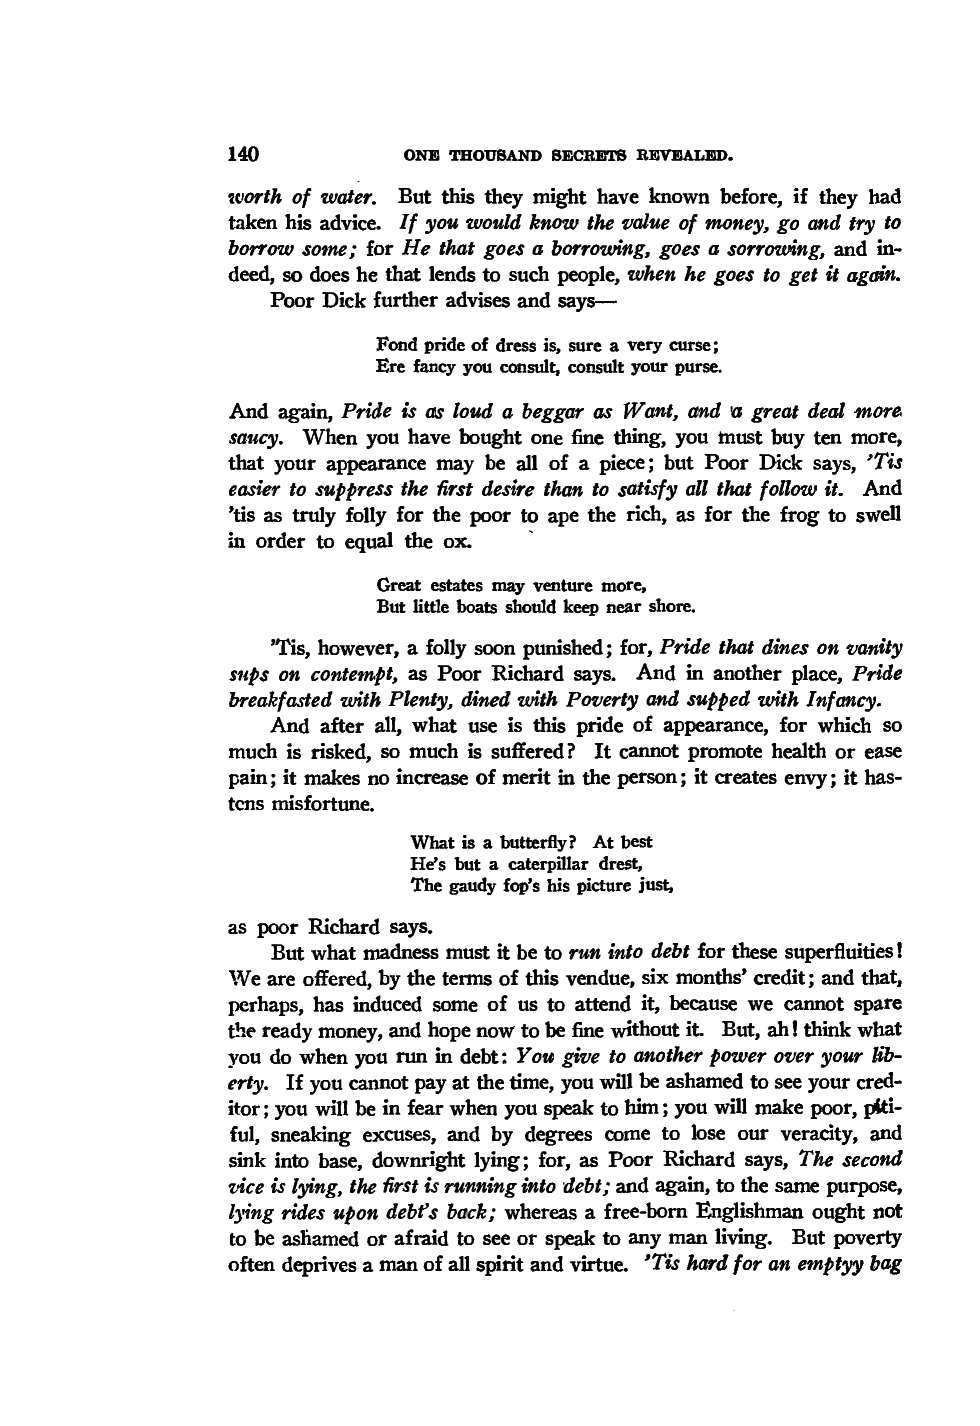 140 ONE THOUSAND SECRETS REVEALED.
worth of water. But this they might have known before, if they had
taken his advice. If you would know the value of money, go and try to
borrow some; for He that goes a borrowing, goes a sorrowing, and in-
deed, so does he that lends to such people, when he goes to get it again.
Poor Dick further advises and says—
Fond pride of dress is, sure a very curse;
Ere fancy you consult, consult your purse.
And again, Pride is as loud a beggar as Want, and a great deal more
saucy. When you have bought one fine thing, you must buy ten more,
that your appearance may be all of a piece; but Poor Dick says, 'Tis
easier to suppress the first desire than to satisfy all that follow it. And
'tis as truly folly for the poor to ape the rich, as for the frog to swell
in order to equal the ox.
Great estates may venture more,
But little boats should keep near shore.
'Tis, however, a folly soon punished; for, Pride that dines on vanity
sups on contempt, as Poor Richard says. And in another place, Pride
breakfasted with Plenty, dined with Poverty and supped with Infancy.
And after all, what use is this pride of appearance, for which so
much is risked, so much is suffered? It cannot promote health or ease
pain; it makes no increase of merit in the person; it creates envy; it has-
tens misfortune.
What is a butterfly? At best
He's but a caterpillar drest,
The gaudy fop's his picture just,
as poor Richard says.
But what madness must it be to run into debt for these superfluities!
We are offered, by the terms of this vendue, six months' credit; and that,
perhaps, has induced some of us to attend it, because we cannot spare
the ready money, and hope now to be fine without it. But, ah! think what
you do when you run in debt: You give to another power over your lib-
erty. If you cannot pay at the time, you will be ashamed to see your cred-
itor; you will be in fear when you speak to him; you will make poor, piti-
ful, sneaking excuses, and by degrees come to lose our veracity, and
sink into base, downright lying; for, as Poor Richard says, The second
vice is lying, the first is running into debt; and again, to the same purpose,
lying rides upon debt's back; whereas a free-born Englishman ought not
to be ashamed or afraid to see or speak to any man living. But poverty
often deprives a man of all spirit and virtue. 'Tis hard for an emptyy bag